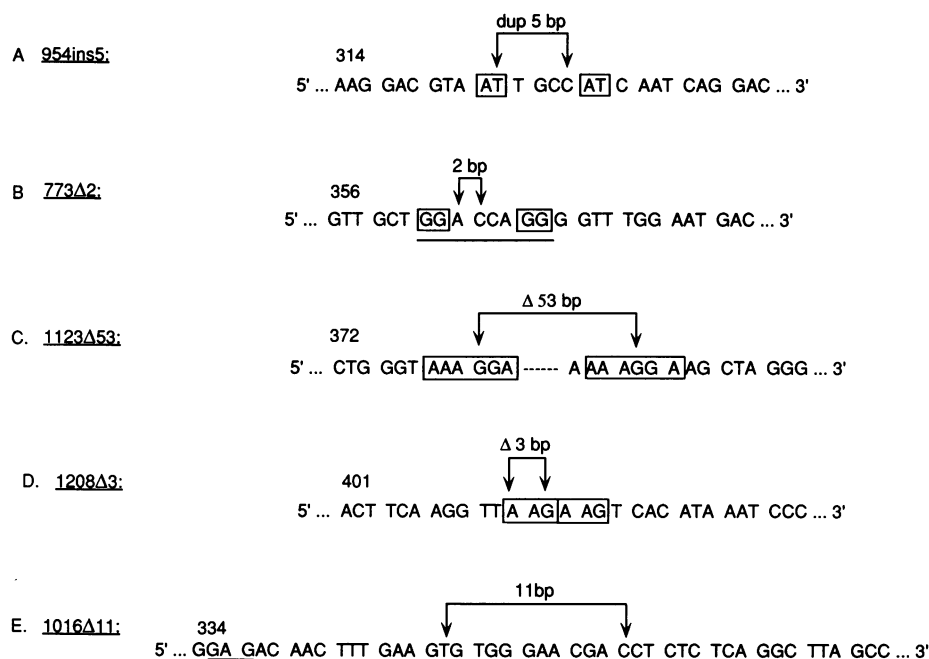 dup 5 bp
A 954ins5:
314
5' ... AAG GAC GTA AT T GCC AT C AAT CAG GAC ... 3'
2 bp
B 773Δ2:
356
5' ... GTT GCT GG A CCA GG G GTT TGG AAT GAC ... 3'
Δ 53 bp
C. 1123Δ53:
372
5' ... CTG GGT AAA GGA ------ A AA AGG A AG CTA GGG ... 3'
Δ 3 bp
D. 1208Δ3:
401
5' ... ACT TCA AGG TT A AG A AG T CAC ATA AAT CCC ... 3'
11bp
E. 1016Δ11:
334
5' ... GGA GAC AAC TTT GAA GTG TGG GAA CGA CCT CTC TCA GGC TTA GCC ... 3'